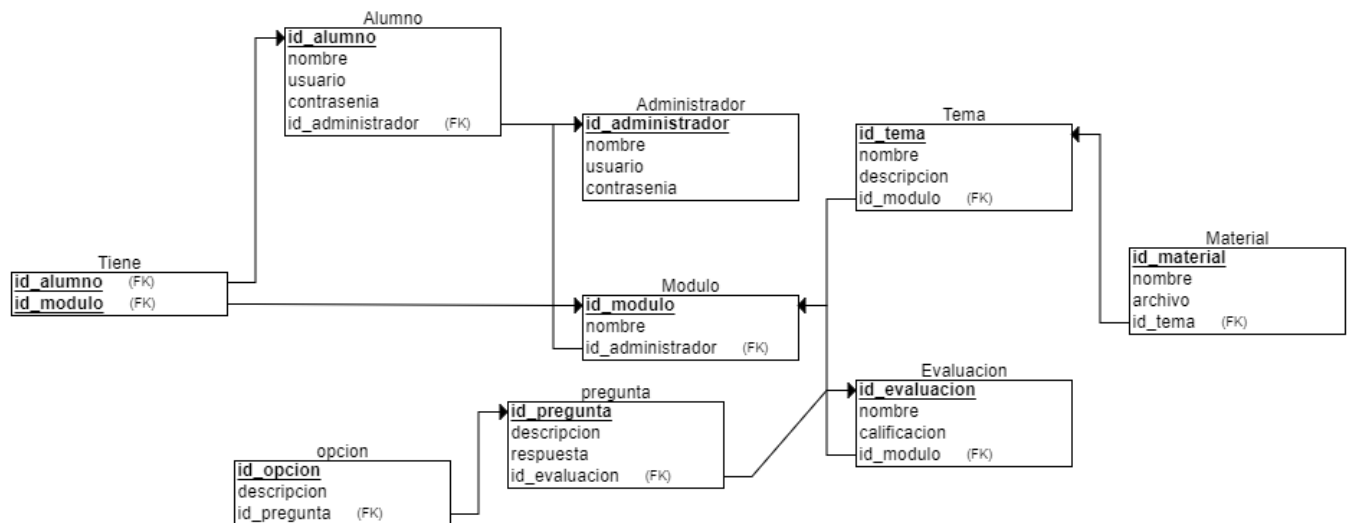 Alumno
id_alumno
nombre
usuario
contrasenia
id_administrador (FK)
Administrador
id_administrador
nombre
usuario
contrasenia
Tema
id_tema
nombre
descripcion
id_modulo (FK)
Material
id_material
nombre
archivo
id_tema (FK)
Tiene
id_alumno (FK)
id_modulo (FK)
Modulo
id_modulo
nombre
id_administrador (FK)
Evaluacion
id_evaluacion
nombre
calificacion
id_modulo (FK)
pregunta
id_pregunta
descripcion
respuesta
id_evaluacion (FK)
opcion
id_opcion
descripcion
id_pregunta (FK)